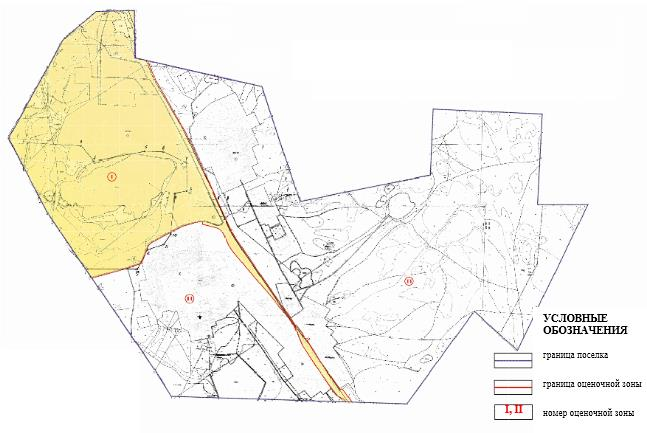 I
II
II
УСЛОВНЫЕ
ОБОЗНАЧЕНИЯ
граница поселка
граница оценочной зоны
I, II номер оценочной зоны